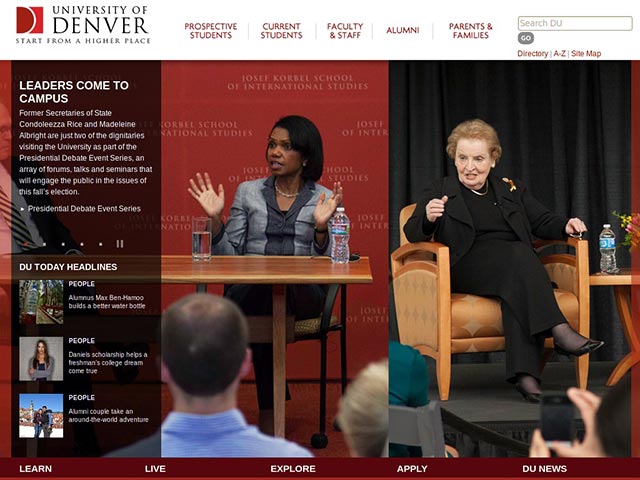 UNIVERSITY OF
DENVER
START FROM A HIGHER PLACE
PROSPECTIVE
STUDENTS
CURRENT
STUDENTS
FACULTY
& STAFF
ALUMNI
PARENTS &
FAMILIES
Search DU
GO
Directory | A-Z | Site Map
LEADERS COME TO
CAMPUS
Former Secretaries of State
Condoleezza Rice and Madeleine
Albright are just two of the dignitaries
visiting the University as part of the
Presidential Debate Event Series, an
array of forums, talks and seminars that
will engage the public in the issues of
this fall's election.
Presidential Debate Event Series
JOSEF KORBEL SCHOOL
OF INTERNATIONAL STUDIES
DU TODAY HEADLINES
PEOPLE
Alumnus Max Ben-Hamoo
builds a better water bottle
PEOPLE
Daniels scholarship helps a
freshman's college dream
come true
PEOPLE
Alumni couple take an
around-the-world adventure
LEARN
LIVE
EXPLORE
APPLY
DU NEWS